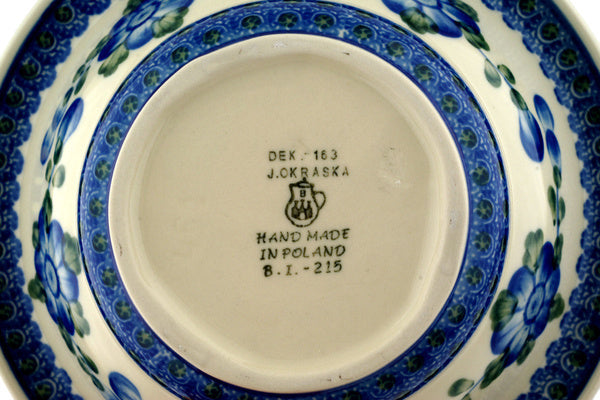 DEK.: 163
J.OKRASKA
B
HAND MADE
IN POLAND
B.I.-215